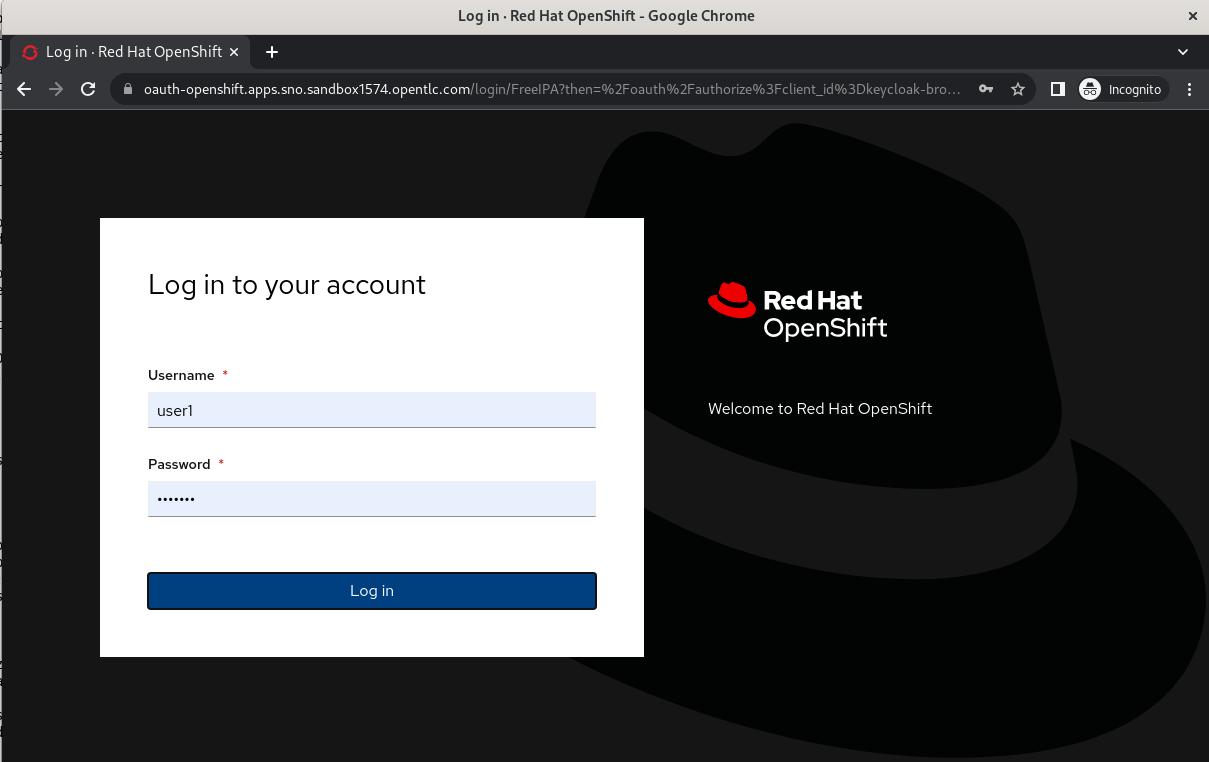 Log in · Red Hat OpenShift - Google Chrome
Log in · Red Hat OpenShift
oauth-openshift.apps.sno.sandbox1574.opentlc.com/login/FreeIPA?then=%2Foauth%2Fauthorize%3Fclient_id%3Dkeycloak-bro...
Incognito
Log in to your account
Red Hat
OpenShift
Username *
user1
Welcome to Red Hat OpenShift
Password *
•••••••
Log in